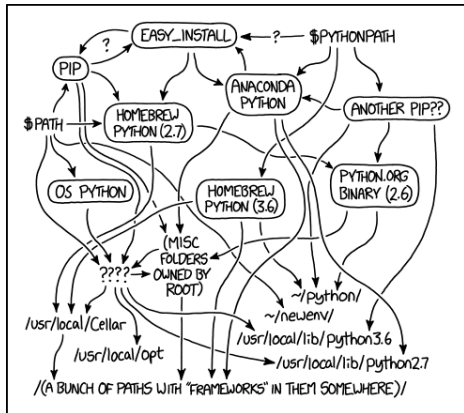 EASY_INSTALL
?
$PYTHONPATH
?
PIP
HOMEBREW
PYTHON (2.7)
ANACONDA
PYTHON
ANOTHER PIP??
$PATH
OS PYTHON
HOMEBREW
PYTHON (3.6)
PYTHON.ORG
BINARY (2.6)
(MISC
FOLDERS
OWNED BY
ROOT)
????
~/python/
~/newenv/
/usr/local/Cellar
/usr/local/opt
/usr/local/lib/python3.6
/usr/local/lib/python2.7
/(A BUNCH OF PATHS WITH "FRAMEWORKS" IN THEM SOMEWHERE)/